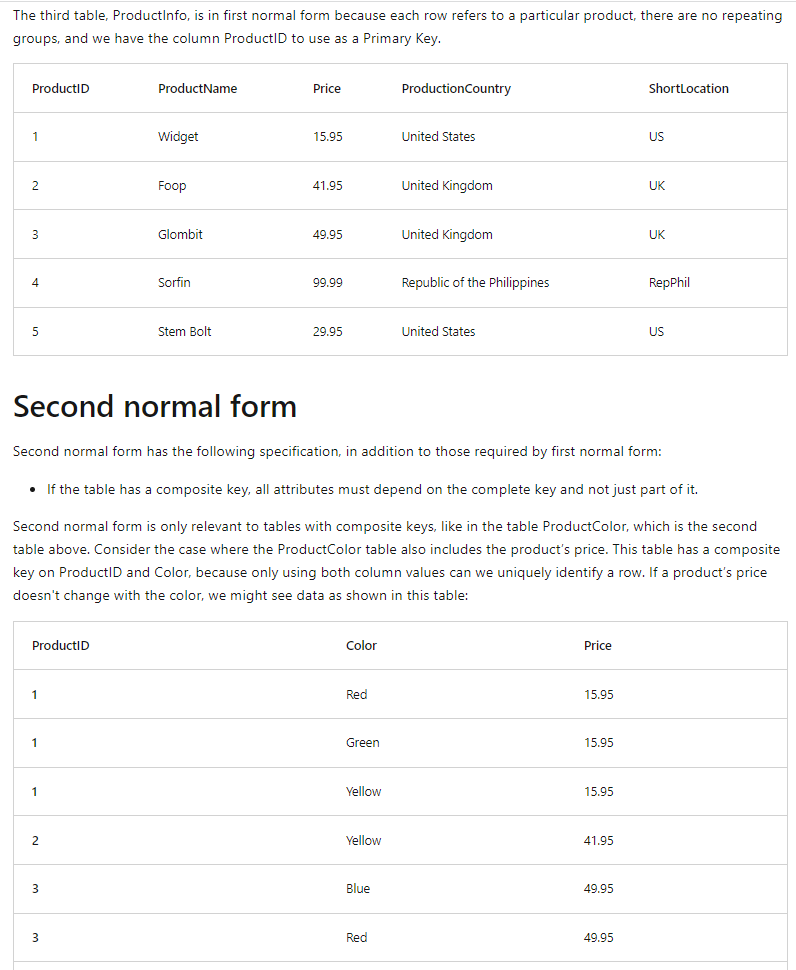 The third table, ProductInfo, is in first normal form because each row refers to a particular product, there are no repeating
groups, and we have the column ProductID to use as a Primary Key.
ProductID ProductName Price ProductionCountry ShortLocation
1 Widget 15.95 United States US
2 Foop 41.95 United Kingdom UK
3 Glombit 49.95 United Kingdom UK
4 Sorfin 99.99 Republic of the Philippines RepPhil
5 Stem Bolt 29.95 United States US
Second normal form
Second normal form has the following specification, in addition to those required by first normal form:
• If the table has a composite key, all attributes must depend on the complete key and not just part of it.
Second normal form is only relevant to tables with composite keys, like in the table ProductColor, which is the second
table above. Consider the case where the ProductColor table also includes the product's price. This table has a composite
key on ProductID and Color, because only using both column values can we uniquely identify a row. If a product's price
doesn't change with the color, we might see data as shown in this table:
ProductID Color Price
1 Red 15.95
1 Green 15.95
1 Yellow 15.95
2 Yellow 41.95
3 Blue 49.95
3 Red 49.95